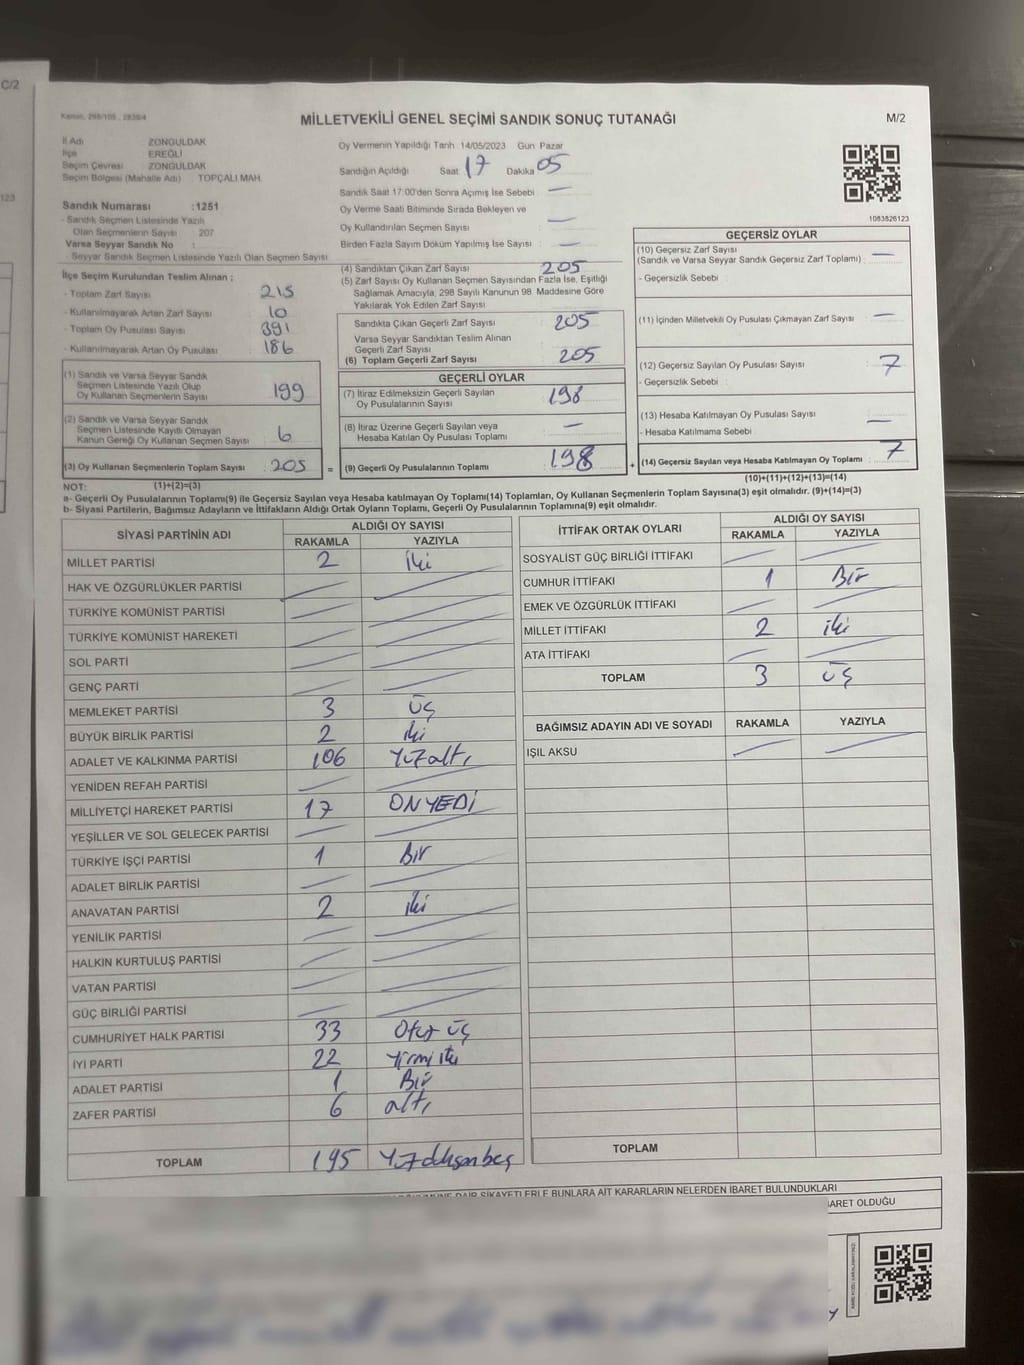 C/2
123
Kanun, 298/105 , 2839/4
MİLLETVEKİLİ GENEL SEÇİMİ SANDIK SONUÇ TUTANAĞI
M/2
İl Adı ZONGULDAK
İlçe EREĞLİ
Seçim Çevresi ZONGULDAK
Seçim Bölgesi (Mahalle Adı) TOPÇALI MAH.
Oy Vermenin Yapıldığı Tarih 14/05/2023 Gün Pazar
Sandığın Açıldığı Saat 17 Dakika 05
Sandık Saat 17:00'den Sonra Açmış İse Sebebi —
Oy Verme Saati Bitiminde Sırada Bekleyen ve
Oy Kullandırılan Seçmen Sayısı —
Birden Fazla Sayım Döküm Yapılmış İse Sayısı —
1083826123
Sandık Numarası :1251
- Sandık Seçmen Listesinde Yazılı
Olan Seçmenlerin Sayısı 207
Varsa Seyyar Sandık No :
- Seyyar Sandık Seçmen Listesinde Yazılı Olan Seçmen Sayısı
İlçe Seçim Kurulundan Teslim Alınan ;
- Toplam Zarf Sayısı 215
- Kullanılmayarak Artan Zarf Sayısı 10
- Toplam Oy Pusulası Sayısı 391
- Kullanılmayarak Artan Oy Pusulası 186
(1) Sandık ve Varsa Seyyar Sandık
Seçmen Listesinde Yazılı Olup
Oy Kullanan Seçmenlerin Sayısı 199
(2) Sandık ve Varsa Seyyar Sandık
Seçmen Listesinde Kayıtlı Olmayan
Kanun Gereği Oy Kullanan Seçmen Sayısı 6
(3) Oy Kullanan Seçmenlerin Toplam Sayısı : 205 =
(1)+(2)=(3)
(4) Sandıktan Çıkan Zarf Sayısı 205
(5) Zarf Sayısı Oy Kullanan Seçmen Sayısından Fazla İse, Eşitliği
Sağlamak Amacıyla, 298 Sayılı Kanunun 98. Maddesine Göre
Yakılarak Yok Edilen Zarf Sayısı
Sandıkta Çıkan Geçerli Zarf Sayısı 205
Varsa Seyyar Sandıktan Teslim Alınan
Geçerli Zarf Sayısı
(6) Toplam Geçerli Zarf Sayısı 205
GEÇERLİ OYLAR
(7) İtiraz Edilmeksizin Geçerli Sayılan
Oy Pusulalarının Sayısı 198
(8) İtiraz Üzerine Geçerli Sayılan veya
Hesaba Katılan Oy Pusulası Toplamı —
(9) Geçerli Oy Pusulalarının Toplamı 198 +
GEÇERSİZ OYLAR
(10) Geçersiz Zarf Sayısı
(Sandık ve Varsa Seyyar Sandık Geçersiz Zarf Toplamı) : —
- Geçersizlik Sebebi :
(11) İçinden Milletvekili Oy Pusulası Çıkmayan Zarf Sayısı —
(12) Geçersiz Sayılan Oy Pusulası Sayısı 7
- Geçersizlik Sebebi :
(13) Hesaba Katılmayan Oy Pusulası Sayısı —
- Hesaba Katılmama Sebebi
(14) Geçersiz Sayılan veya Hesaba Katılmayan Oy Toplamı : 7
(10)+(11)+(12)+(13)=(14)
NOT:
a- Geçerli Oy Pusulalarının Toplamı(9) ile Geçersiz Sayılan veya Hesaba katılmayan Oy Toplamı(14) Toplamları, Oy Kullanan Seçmenlerin Toplam Sayısına(3) eşit olmalıdır. (9)+(14)=(3)
b- Siyasi Partilerin, Bağımsız Adayların ve İttifakların Aldığı Ortak Oyların Toplamı, Geçerli Oy Pusulalarının Toplamına(9) eşit olmalıdır.
SİYASİ PARTİNİN ADI ALDIĞI OY SAYISI
RAKAMLA YAZIYLA
MİLLET PARTİSİ 2 iki
HAK VE ÖZGÜRLÜKLER PARTİSİ
TÜRKİYE KOMÜNİST PARTİSİ
TÜRKİYE KOMÜNİST HAREKETİ
SOL PARTİ
GENÇ PARTİ
MEMLEKET PARTİSİ 3 üç
BÜYÜK BİRLİK PARTİSİ 2 iki
ADALET VE KALKINMA PARTİSİ 106 Yüzaltı
YENİDEN REFAH PARTİSİ
MİLLİYETÇİ HAREKET PARTİSİ 17 ONYEDİ
YEŞİLLER VE SOL GELECEK PARTİSİ
TÜRKİYE İŞÇİ PARTİSİ 1 Bir
ADALET BİRLİK PARTİSİ
ANAVATAN PARTİSİ 2 iki
YENİLİK PARTİSİ
HALKIN KURTULUŞ PARTİSİ
VATAN PARTİSİ
GÜÇ BİRLİĞİ PARTİSİ
CUMHURİYET HALK PARTİSİ 33 Otuz üç
İYİ PARTİ 22 Yirmi iki
ADALET PARTİSİ 1 Bir
ZAFER PARTİSİ 6 altı
TOPLAM 195 Yüzdoksanbeş
İTTİFAK ORTAK OYLARI ALDIĞI OY SAYISI
RAKAMLA YAZIYLA
SOSYALİST GÜÇ BİRLİĞİ İTTİFAKI
CUMHUR İTTİFAKI 1 Bir
EMEK VE ÖZGÜRLÜK İTTİFAKI
MİLLET İTTİFAKI 2 iki
ATA İTTİFAKI
TOPLAM 3 üç
BAĞIMSIZ ADAYIN ADI VE SOYADI RAKAMLA YAZIYLA
IŞIL AKSU
TOPLAM
DAİR ŞİKAYETLERLE BUNLARA AİT KARARLARIN NELERDEN İBARET BULUNDUKLARI
BARET OLDUĞU